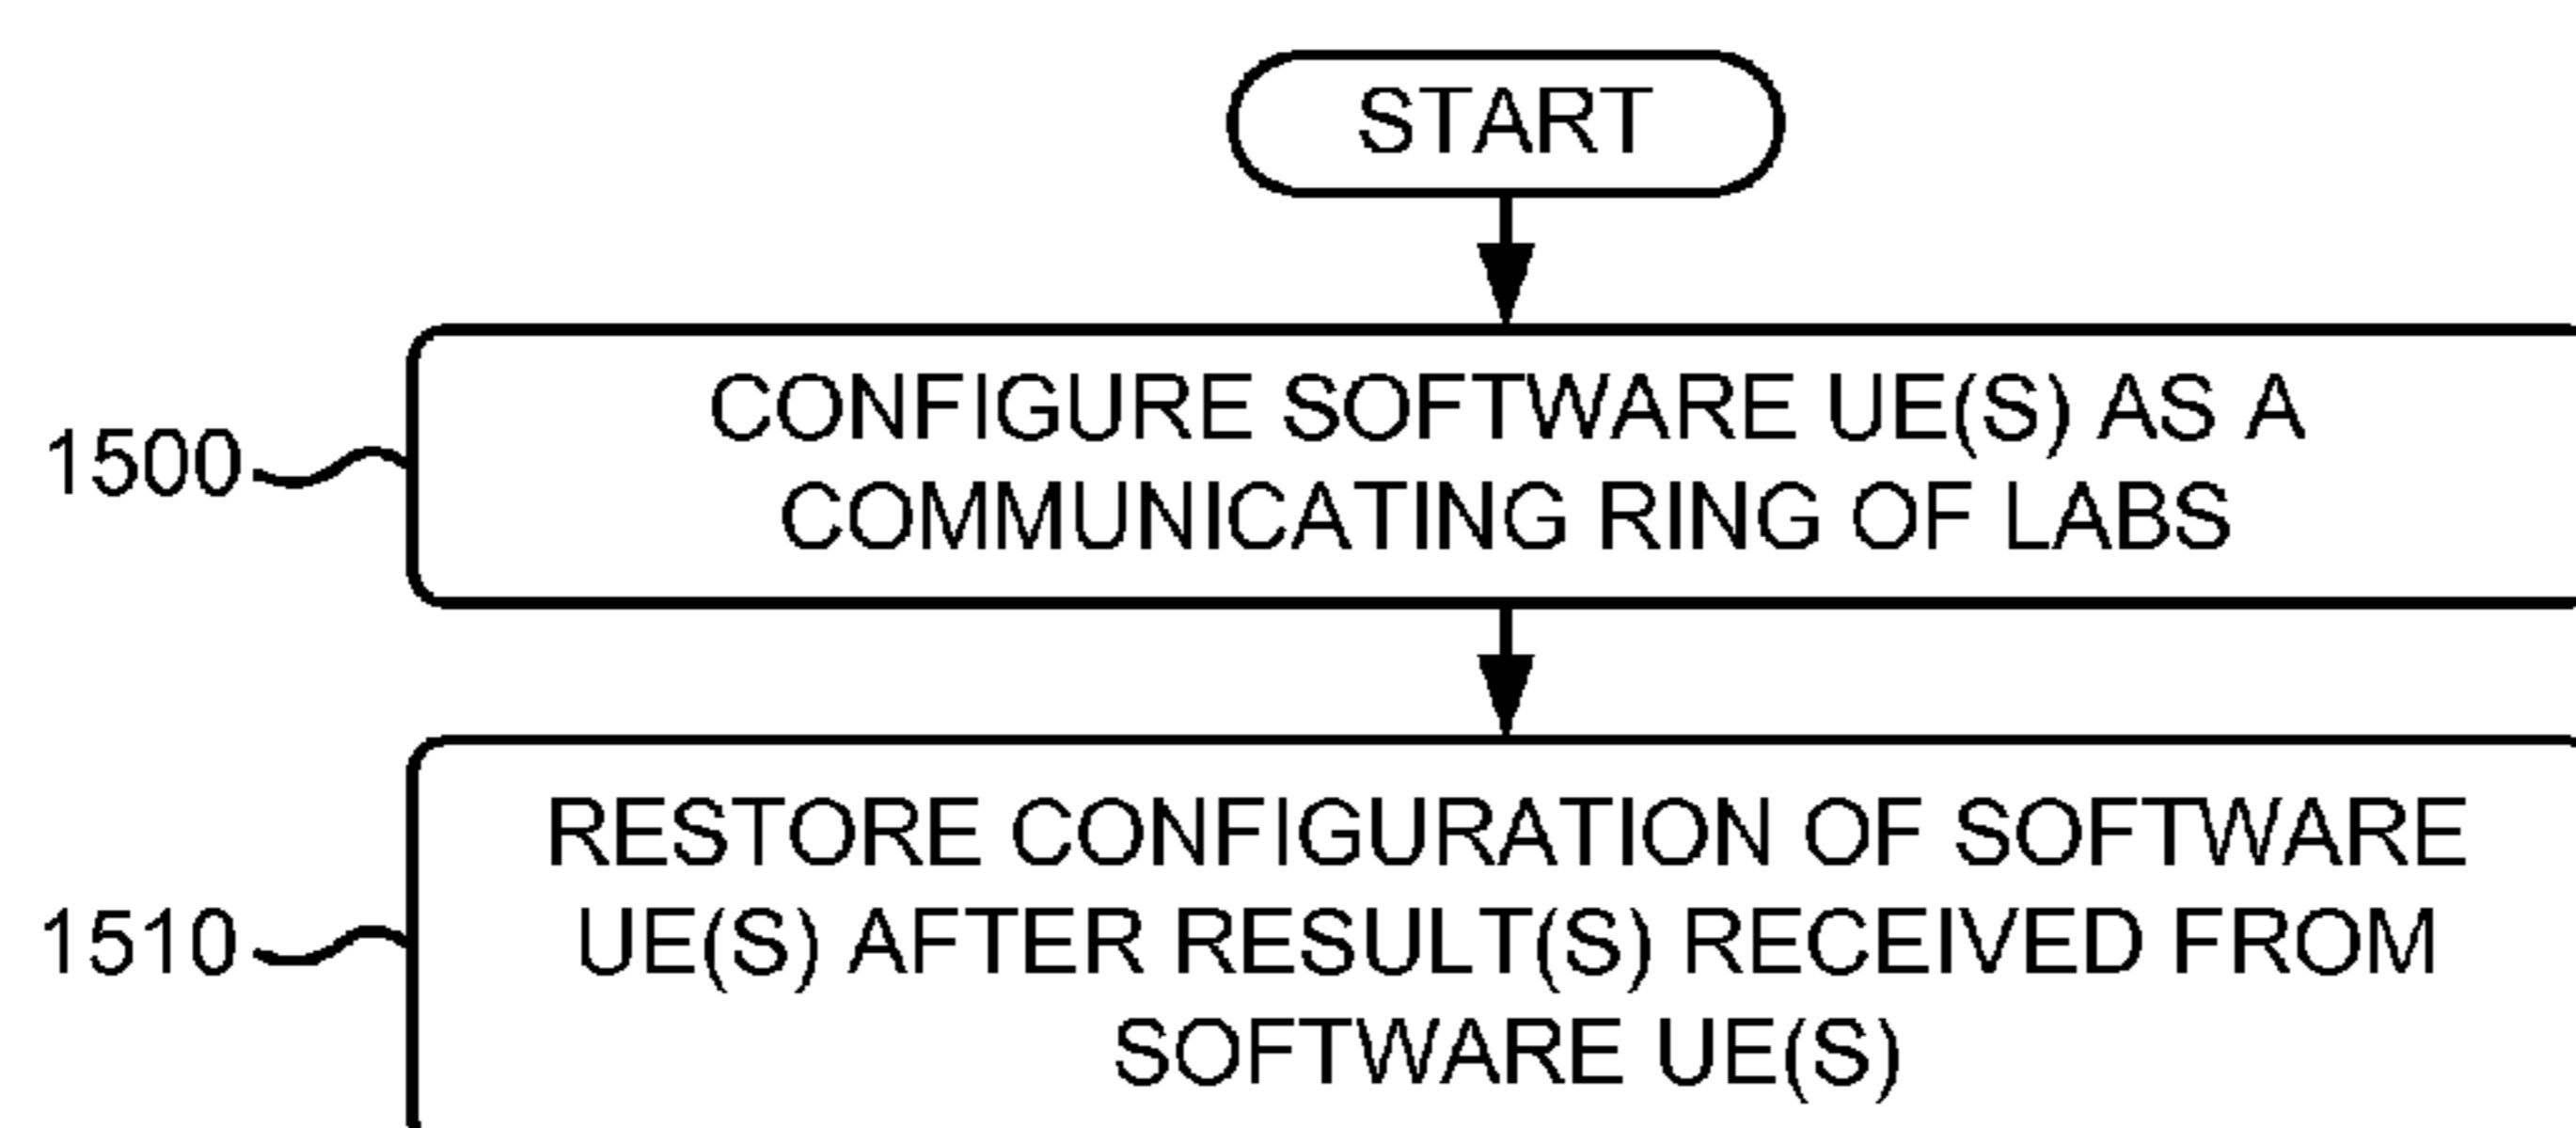 START
CONFIGURE SOFTWARE UE(S) AS A
1500
COMMUNICATING RING OF LABS
RESTORE CONFIGURATION OF SOFTWARE
1510
UE(S) AFTER RESULT(S) RECEIVED FROM
SOFTWARE UE(S)